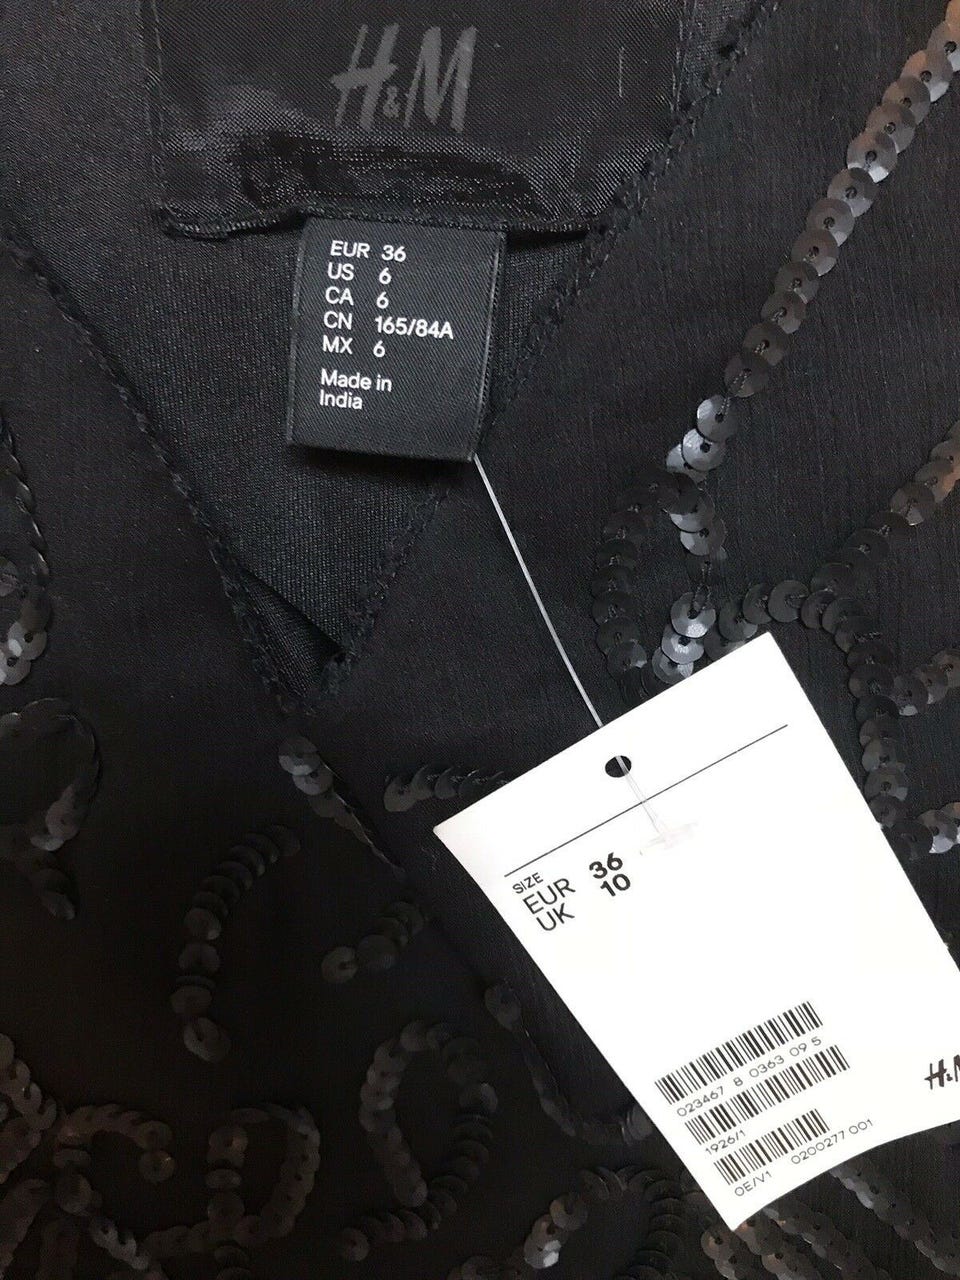 H&M
EUR 36
US 6
CA 6
CN 165/84A
MX 6
Made in
India
SIZE
EUR 36
UK 10
023467 8 0363 09 5
1926/1
OE/V1 0200277 001
H&M